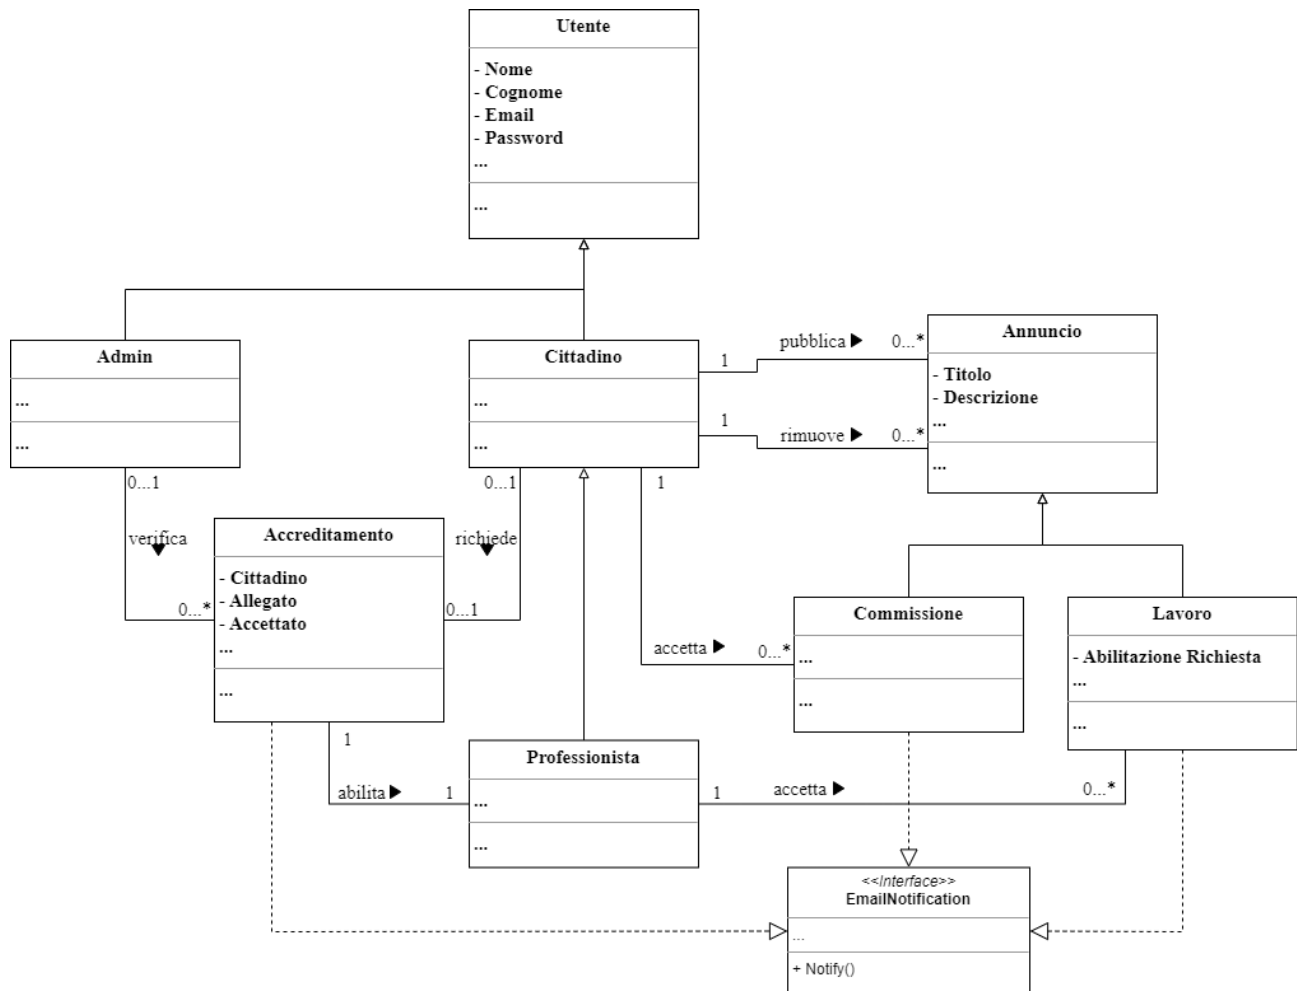 Utente
- Nome
- Cognome
- Email
- Password
...
...
Admin
...
...
Cittadino
...
...
1
pubblica
0...*
1
rimuove
0...*
Annuncio
- Titolo
- Descrizione
...
...
0...1
verifica
0...*
0...1
richiede
0...1
1
accetta
0...*
Accreditamento
- Cittadino
- Allegato
- Accettato
...
...
Commissione
...
...
Lavoro
- Abilitazione Richiesta
...
...
1
abilita
1
Professionista
...
...
1
accetta
0...*
<<Interface>>
EmailNotification
...
+ Notify()